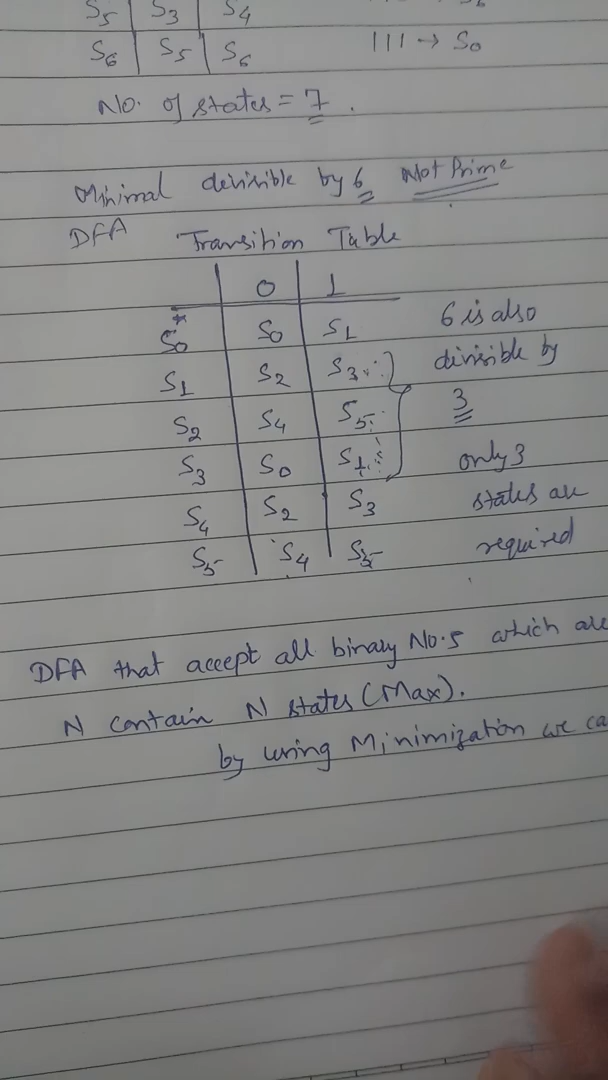 S5 S3 S4
S6 S5 S6 111 → S0
No. of states = 7.
Minimal devisible by 6 Not Prime
DFA Transition Table
0 1
S0* S0 S1 6 is also
S1 S2 S3 divisible by
S2 S4 S5 3
S3 S0 S1 only 3
S4 S2 S3 states are
S5 S4 S5 required
DFA that accept all binary No.s which are
N contain N states (Max).
by using Minimization we ca